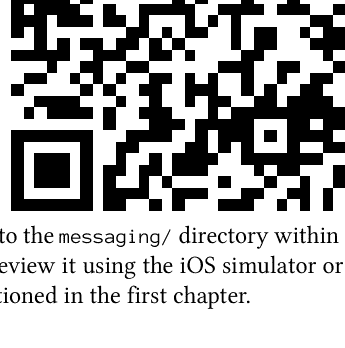 to the messaging/ directory within
eview it using the iOS simulator or
tioned in the first chapter.